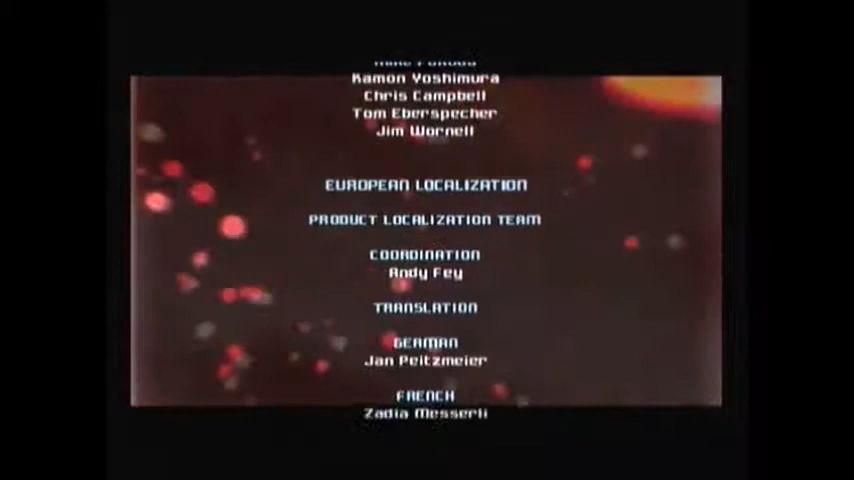 Kamon Yoshimura
Chris Campbell
Tom Eberspecher
Jim Wornell
EUROPEAN LOCALIZATION
PRODUCT LOCALIZATION TEAM
COORDINATION
Andy Fey
TRANSLATION
GERMAN
Jan Peitzmeier
FRENCH
Zadia Messerli